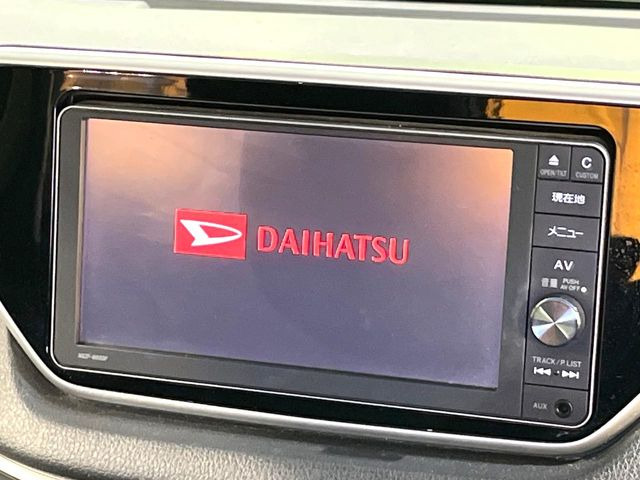 DAIHATSU
OPEN/TILT
C
CUSTOM
現在地
メニュー
AV
音量 PUSH
AV OFF
TRACK/P.LIST
AUX